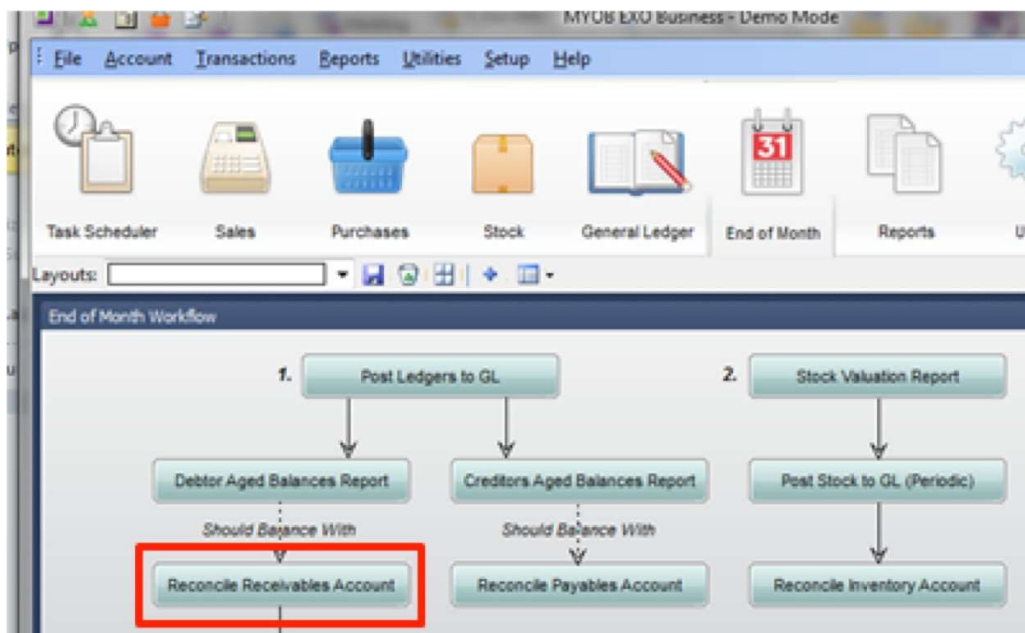 MYOB EXO Business - Demo Mode
File Account Transactions Reports Utilities Setup Help
31
Task Scheduler Sales Purchases Stock General Ledger End of Month Reports
Layouts:
End of Month Workflow
1. Post Ledgers to GL 2. Stock Valuation Report
Debtor Aged Balances Report Creditors Aged Balances Report Post Stock to GL (Periodic)
Should Balance With Should Balance With
Reconcile Receivables Account Reconcile Payables Account Reconcile Inventory Account